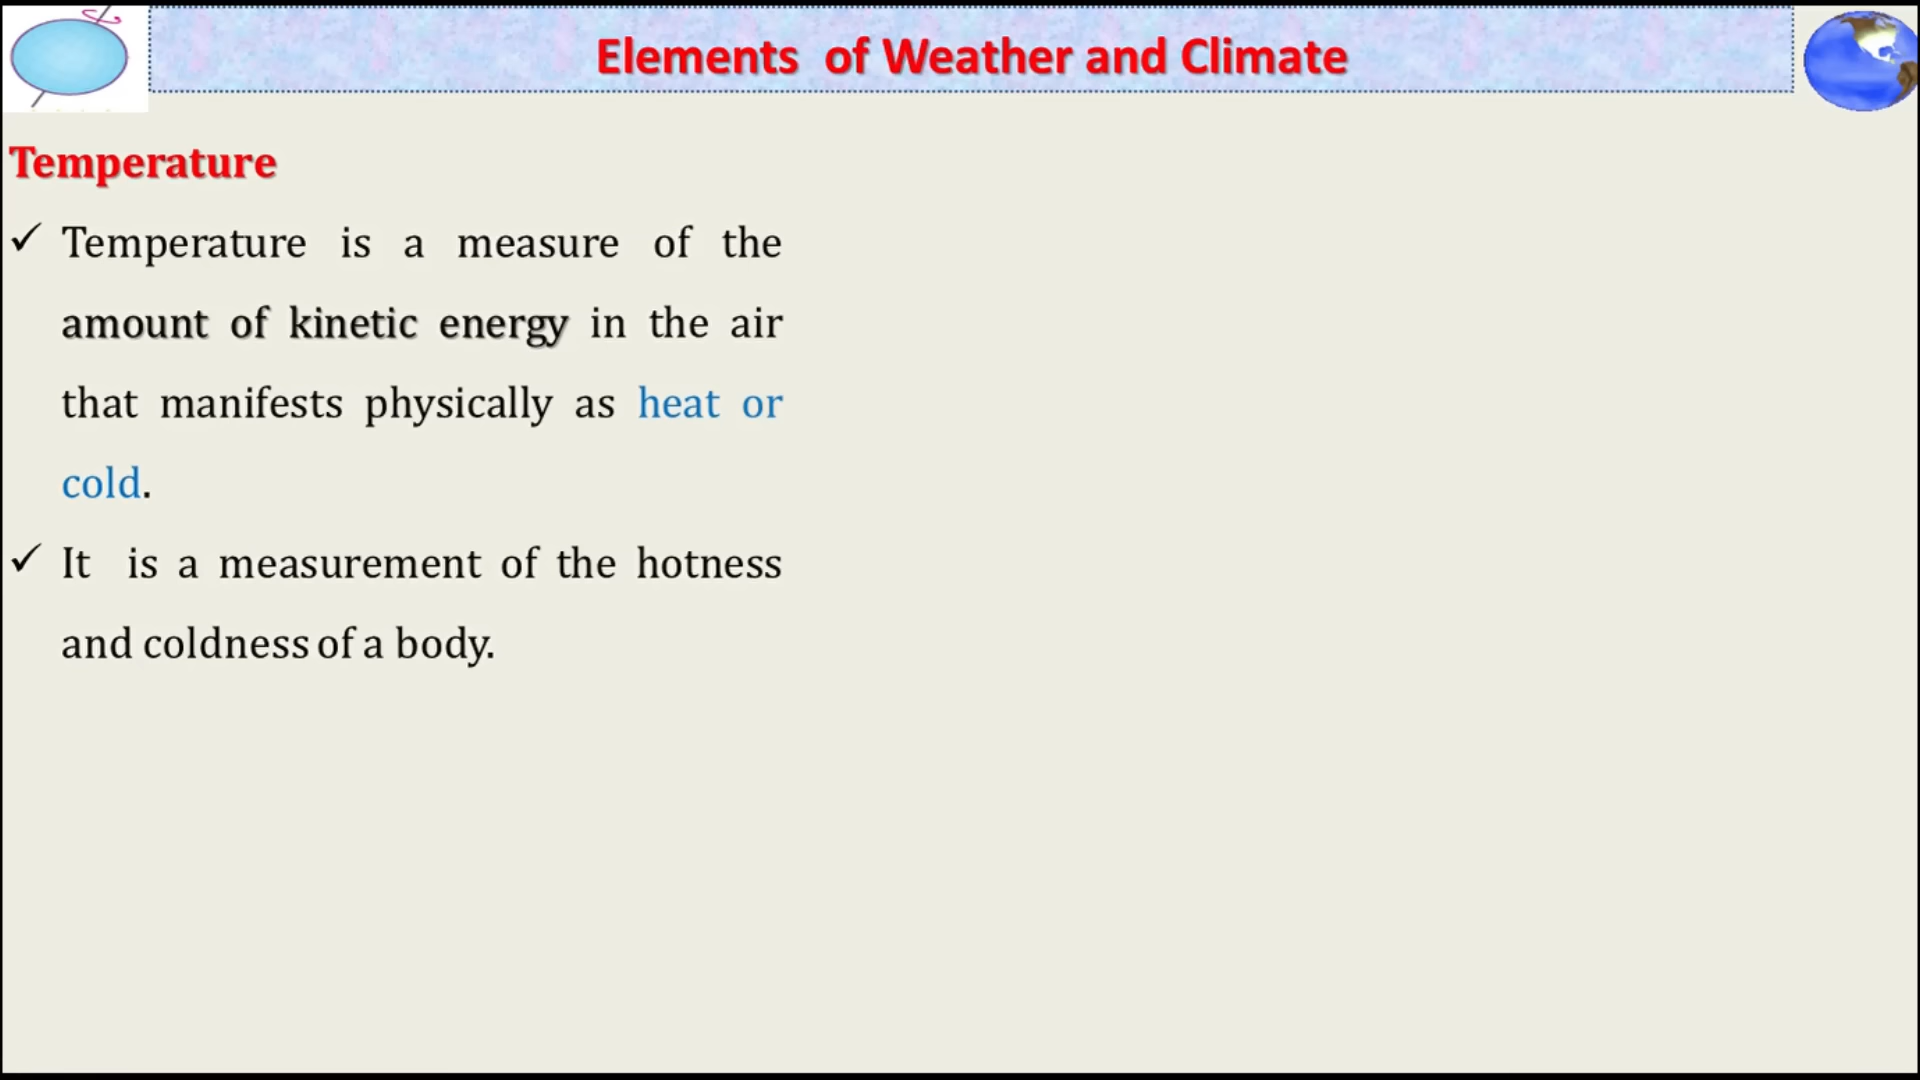 Elements of Weather and Climate
Temperature
✓ Temperature is a measure of the
amount of kinetic energy in the air
that manifests physically as heat or
cold.
✓ It is a measurement of the hotness
and coldness of a body.